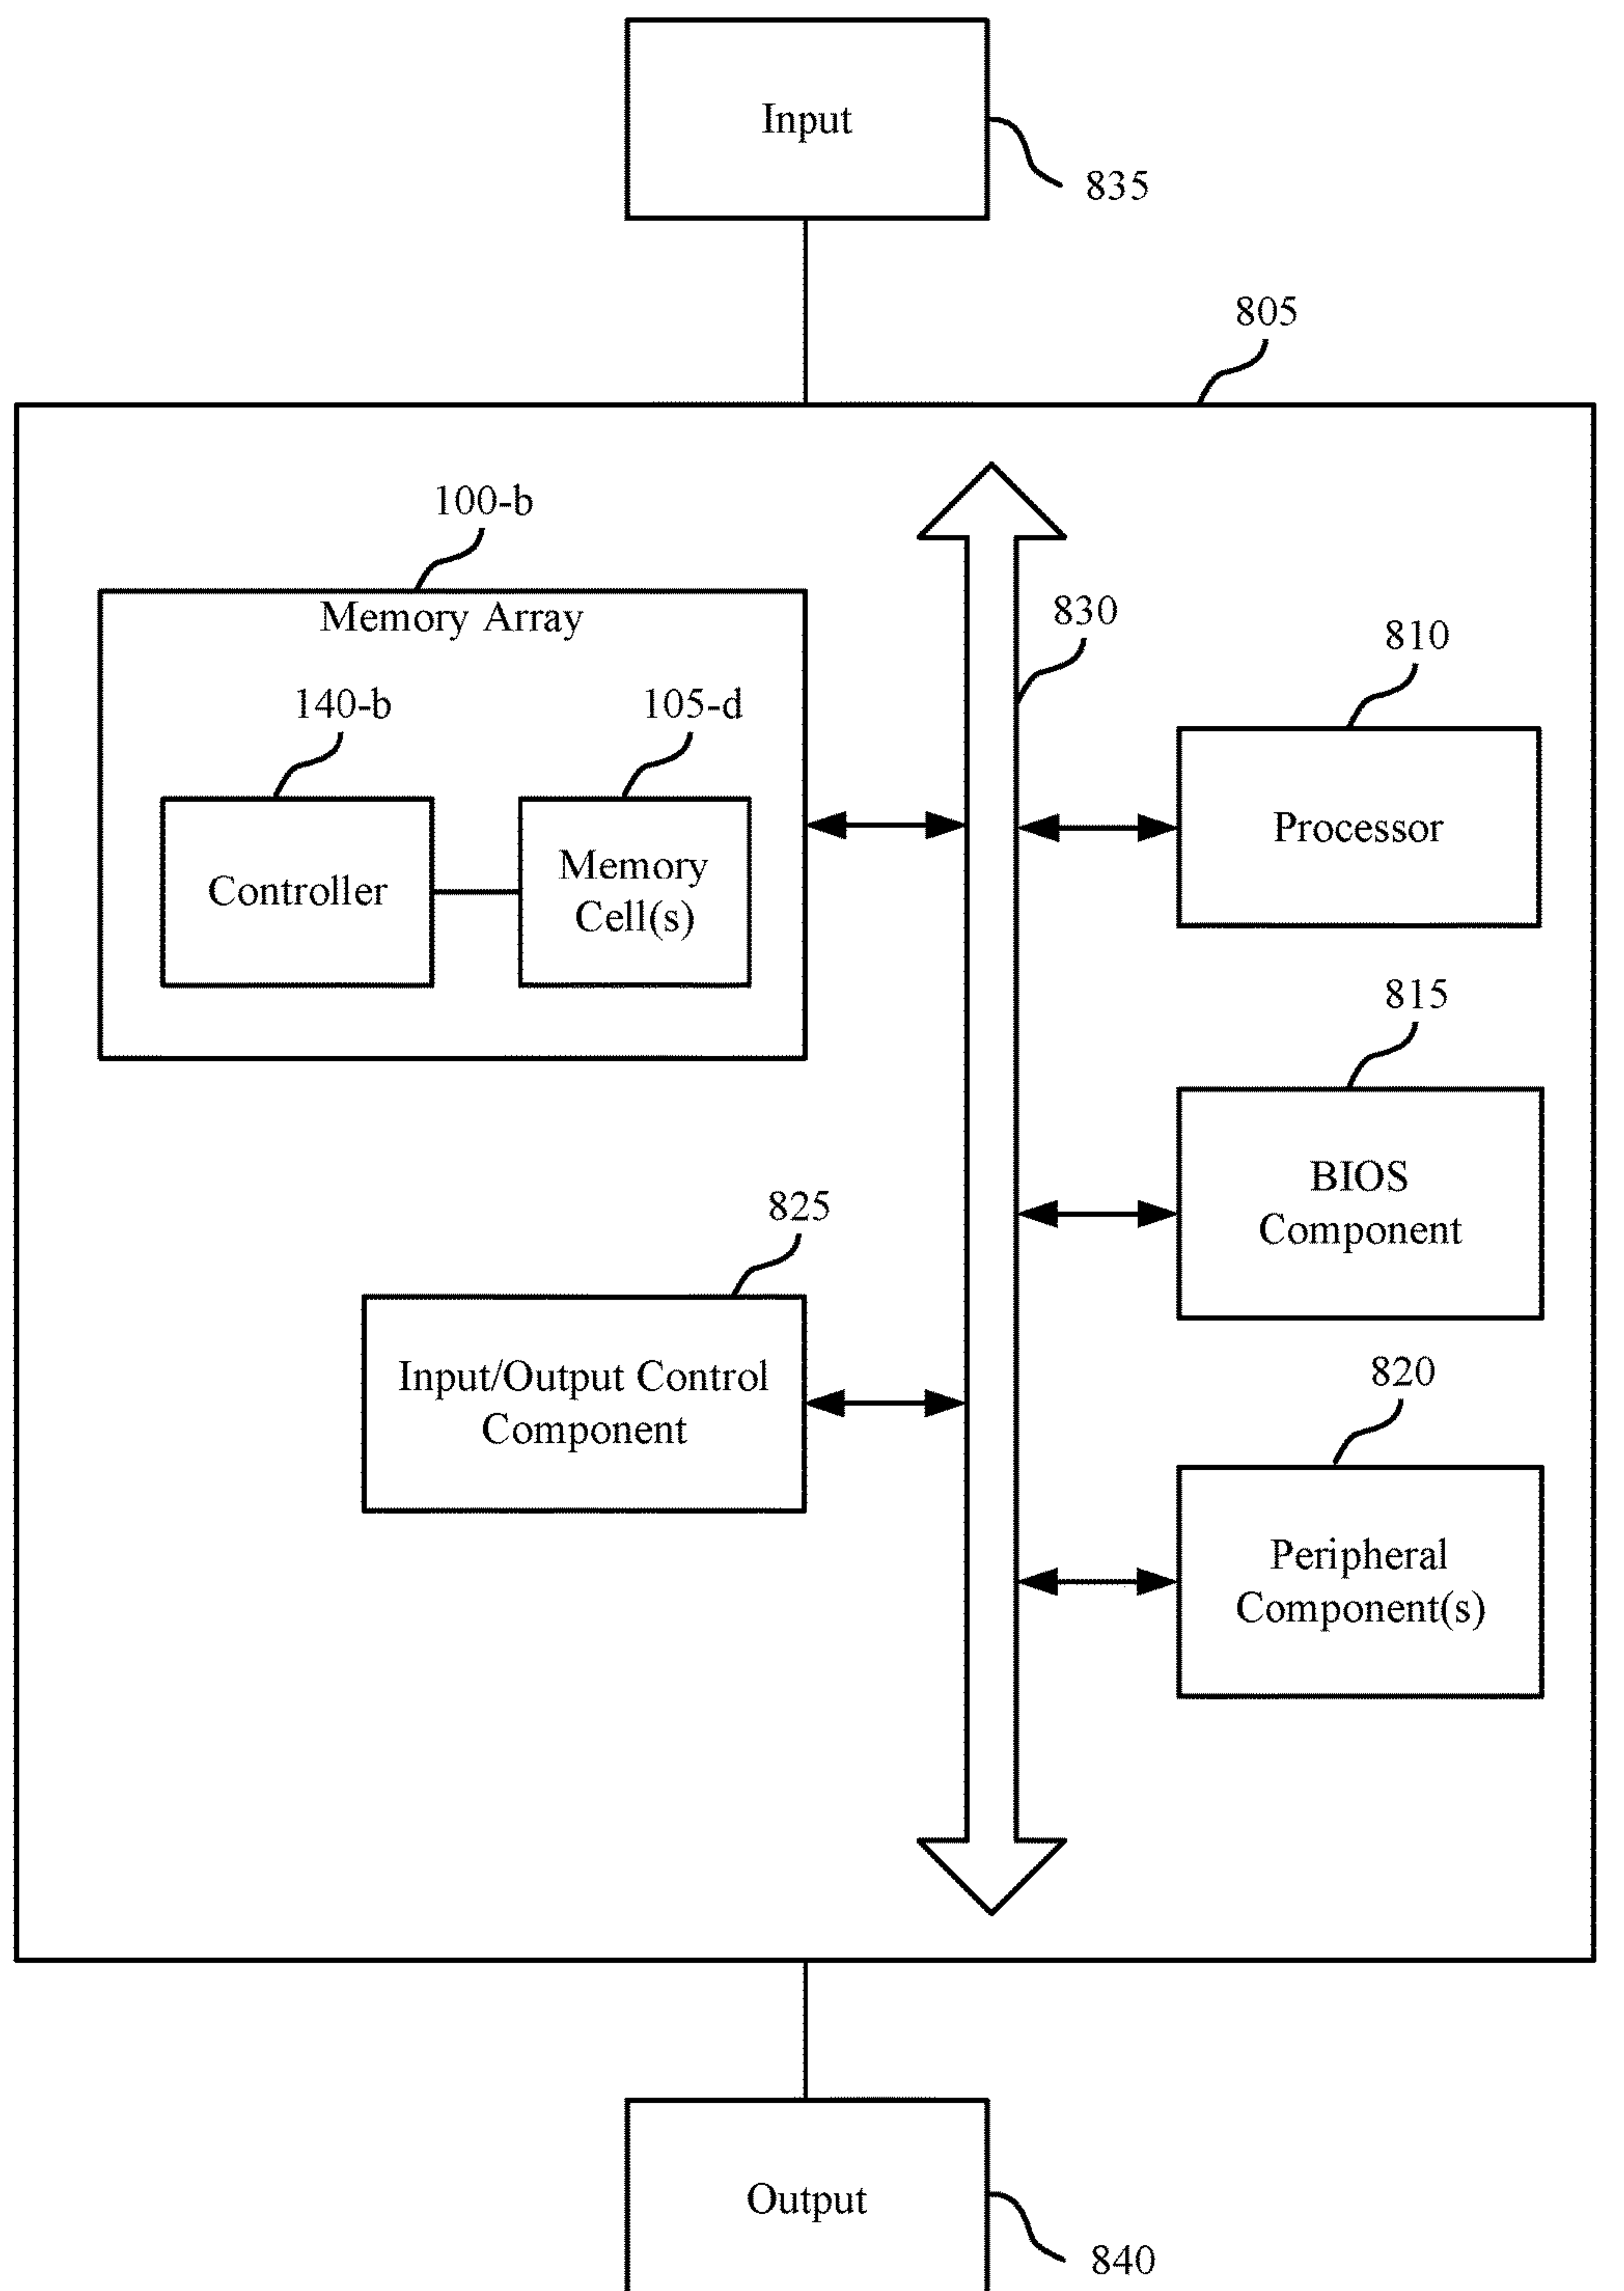 Input
835
805
100-b
Memory Array
830
810
140-b
105-d
Controller
Memory
Cell(s)
Processor
815
BIOS
Component
825
Input/Output Control
Component
820
Peripheral
Component(s)
Output
840